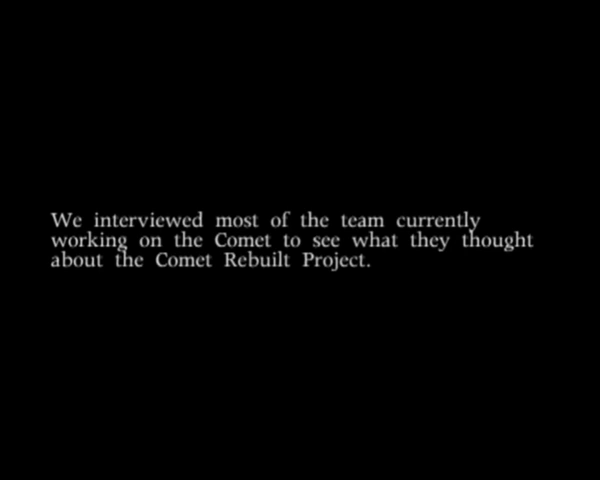 We interviewed most of the team currently
working on the Comet to see what they thought
about the Comet Rebuilt Project.